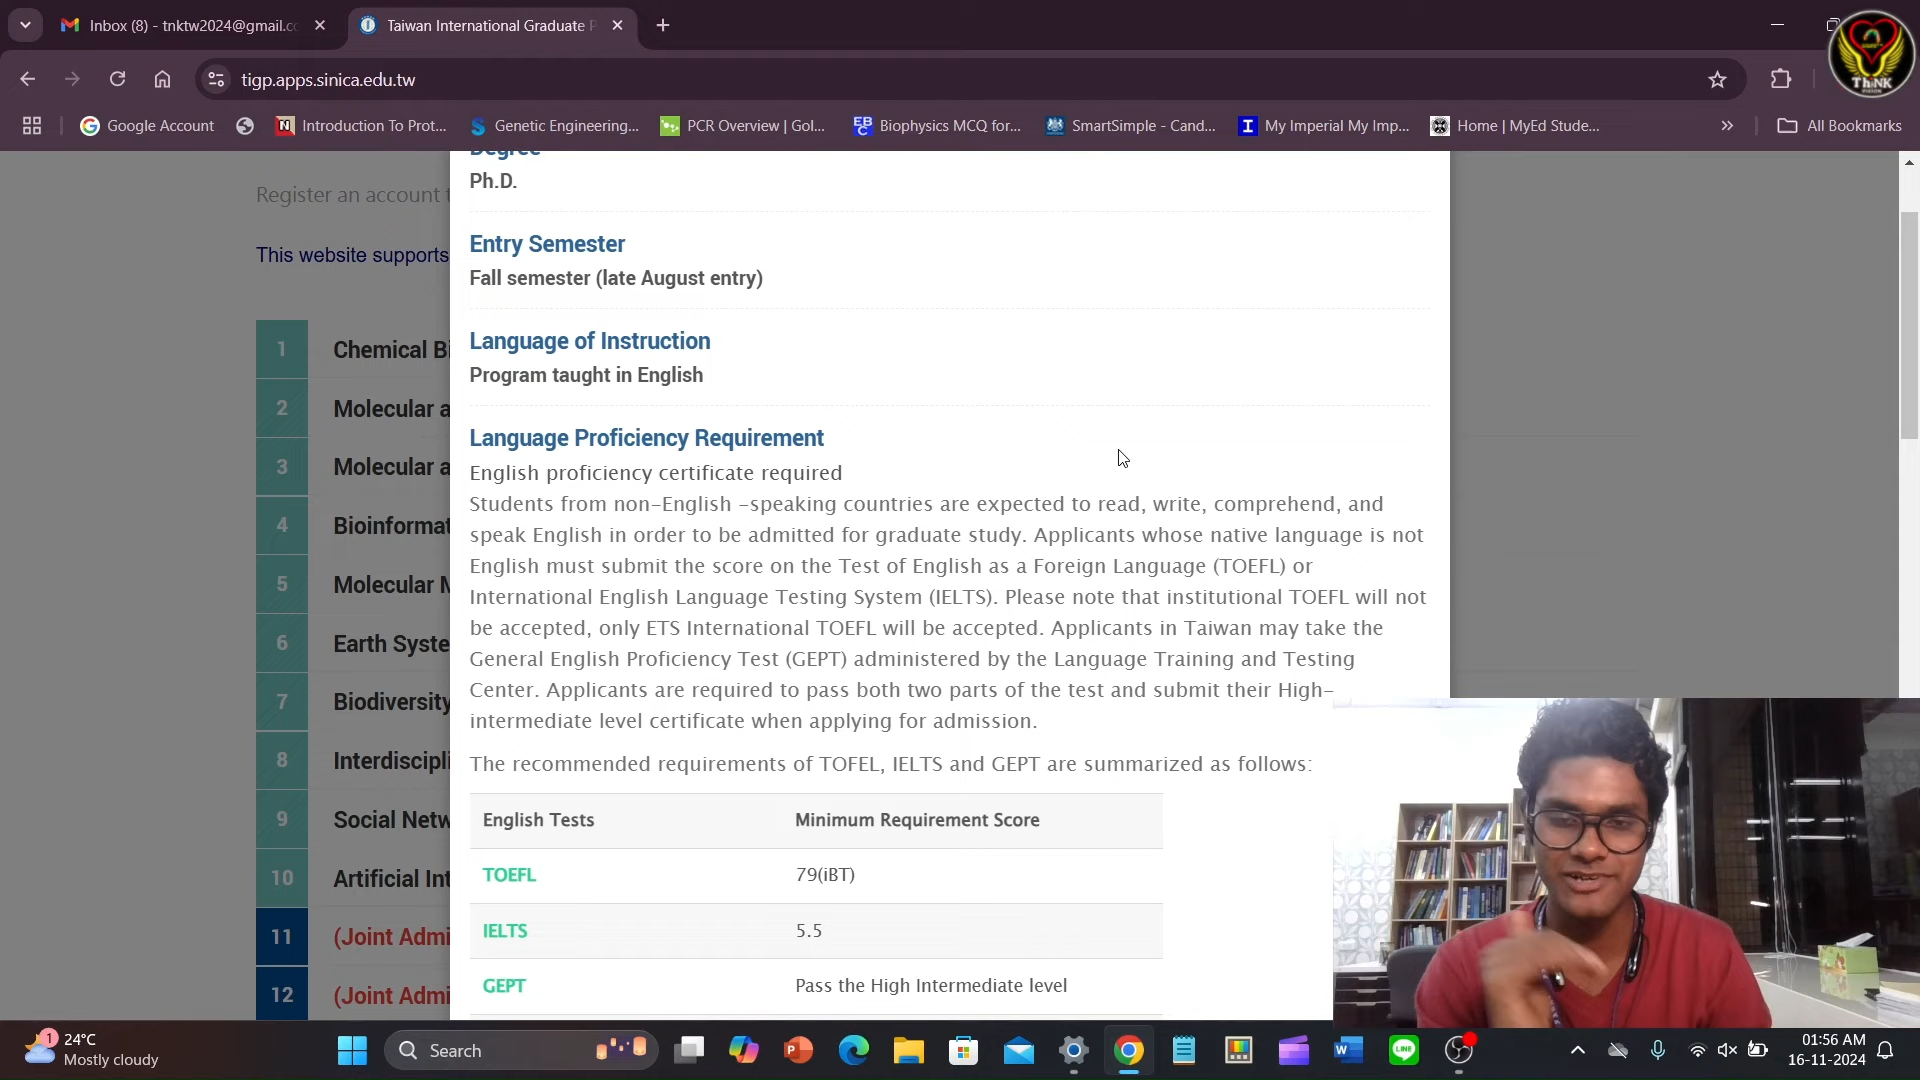 Inbox (8) - tnktw2024@gmail.co
Taiwan International Graduate P
tigp.apps.sinica.edu.tw
ThiNK
Google Account
Introduction To Prot...
Genetic Engineering...
PCR Overview | Gol...
EBC
Biophysics MCQ for...
SmartSimple - Cand...
My Imperial My Imp...
Home | MyEd Stude...
All Bookmarks
Degree
Ph.D.
Register an account t
Entry Semester
This website supports
Fall semester (late August entry)
Language of Instruction
1 Chemical Bi
Program taught in English
2 Molecular a
Language Proficiency Requirement
3 Molecular a
English proficiency certificate required
Students from non-English -speaking countries are expected to read, write, comprehend, and
4 Bioinformat
speak English in order to be admitted for graduate study. Applicants whose native language is not
English must submit the score on the Test of English as a Foreign Language (TOEFL) or
5 Molecular M
International English Language Testing System (IELTS). Please note that institutional TOEFL will not
be accepted, only ETS International TOEFL will be accepted. Applicants in Taiwan may take the
6 Earth Syste
General English Proficiency Test (GEPT) administered by the Language Training and Testing
Center. Applicants are required to pass both two parts of the test and submit their High-
7 Biodiversity
intermediate level certificate when applying for admission.
8 Interdiscipli
The recommended requirements of TOFEL, IELTS and GEPT are summarized as follows:
9 Social Netw
English Tests Minimum Requirement Score
10 Artificial Int
TOEFL 79(iBT)
11 (Joint Admi
IELTS 5.5
12 (Joint Admi
GEPT Pass the High Intermediate level
1
24°C
Mostly cloudy
Search
LINE
01:56 AM
16-11-2024